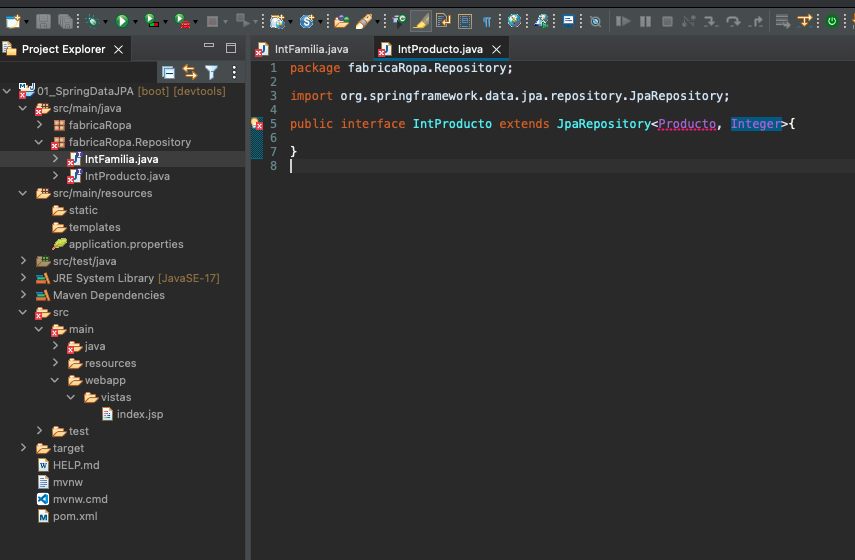 Project Explorer
IntFamilia.java
IntProducto.java
01_SpringDataJPA [boot] [devtools]
src/main/java
fabricaRopa
fabricaRopa.Repository
IntFamilia.java
IntProducto.java
src/main/resources
static
templates
application.properties
src/test/java
JRE System Library [JavaSE-17]
Maven Dependencies
src
main
java
resources
webapp
vistas
index.jsp
test
target
HELP.md
mvnw
mvnw.cmd
pom.xml
1 package fabricaRopa.Repository;
2
3 import org.springframework.data.jpa.repository.JpaRepository;
4
5 public interface IntProducto extends JpaRepository<Producto, Integer>{
6
7 }
8